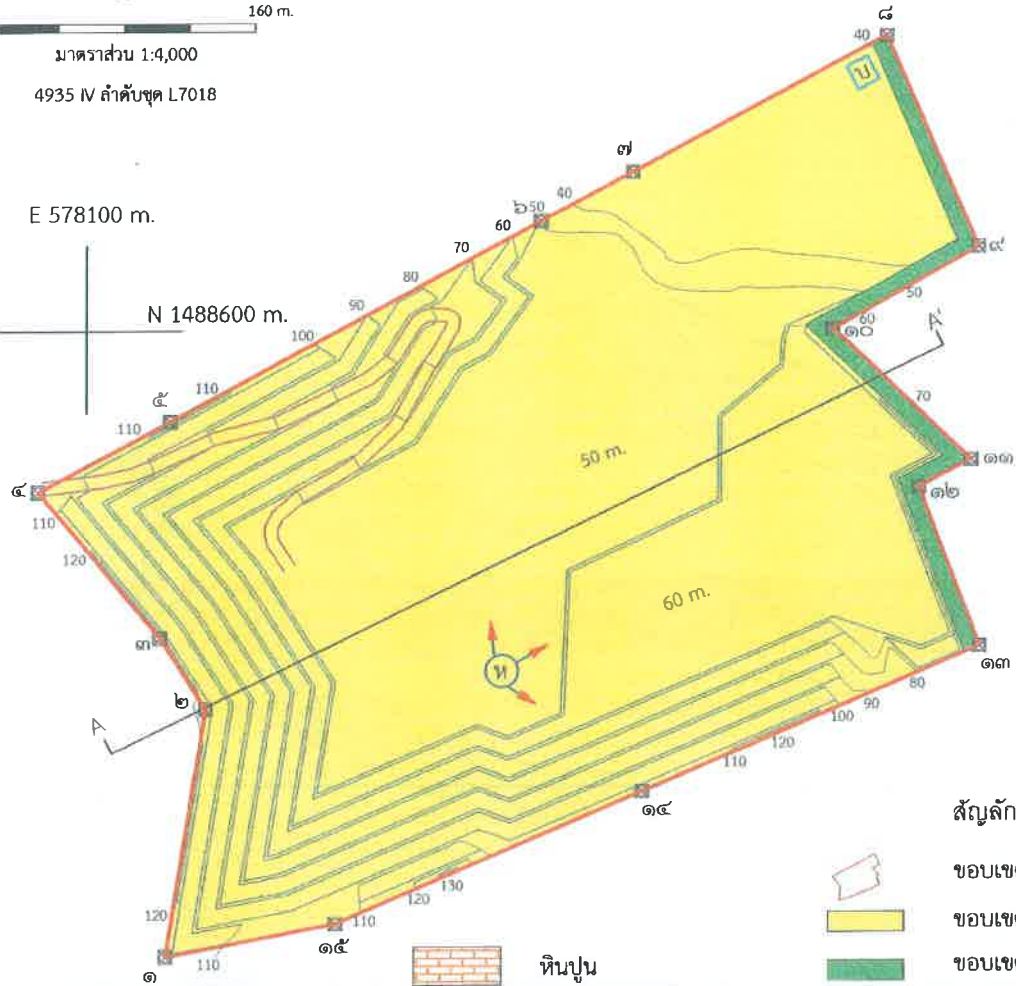 160 m.
มาตราส่วน 1:4,000
4935 IV ลำดับชุด L7018
E 578100 m.
N 1488600 m.
๘
40
บ
๗
40
๖
50
60
70
80
90
100
110
๕
110
๔
110
120
๙
50
60
๑๐
A'
70
๑๑
๑๒
50 m.
60 m.
๓
๒
A
ห
๑๓
80
90
100
120
110
๑๔
130
120
110
๑๕
120
110
๑
สัญลัก
ขอบเข
ขอบเข
ขอบเข
หินปูน